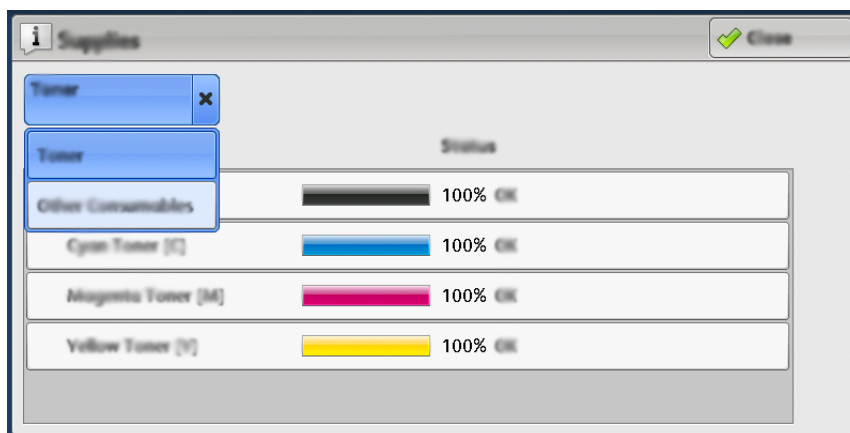 i Supplies
Close
Toner
Toner
Status
Other Consumables
100% OK
Cyan Toner [C] 100% OK
Magenta Toner [M] 100% OK
Yellow Toner [Y] 100% OK